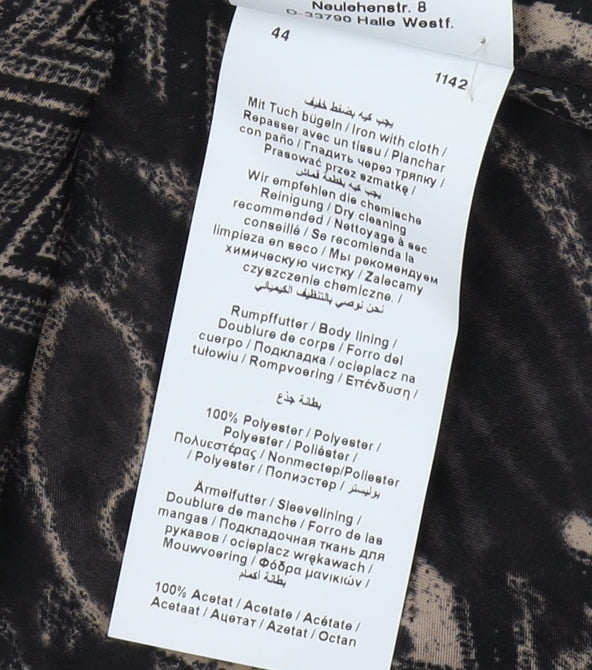 Neulehenstr. 8
D-33790 Halle Westf.
44
1142
يجب كيه بضغط خفيف
Mit Tuch bügeln / Iron with cloth /
Repasser avec un tissu / Planchar
con paño / Гладить через тряпку /
Prasować przez szmatkę /
يجب كيه بقطعة قماش
Wir empfehlen die chemische
Reinigung / Dry cleaning
recommended / Nettoyage à sec
conseillé / Se recomienda la
limpieza en seco / Мы рекомендуем
химическую чистку / Zalecamy
czyszczenie chemiczne. /
نحن نوصي بالتنظيف الكيميائي
Rumpffutter / Body lining /
Doublure de corps / Forro del
cuerpo / Подкладка / ocieplacz na
tułowiu / Rompvoering / Επένδυση /
بطانة جذع
100% Polyester / Polyester /
Polyester / Poliéster /
Πολυεστέρας / Полиестер/Poliester
/ Polyester / Полиэстер / بوليستر
Ärmelfutter / Sleevelining /
Doublure de manche / Forro de las
mangas / Подкладочная ткань для
рукавов / ocieplacz wrękawach /
Mouwvoering / Φόδρα μανικιών /
بطانة أكمام
100% Acetat / Acetate / Acétate /
Acetaat / Ацетат / Azetat / Octan